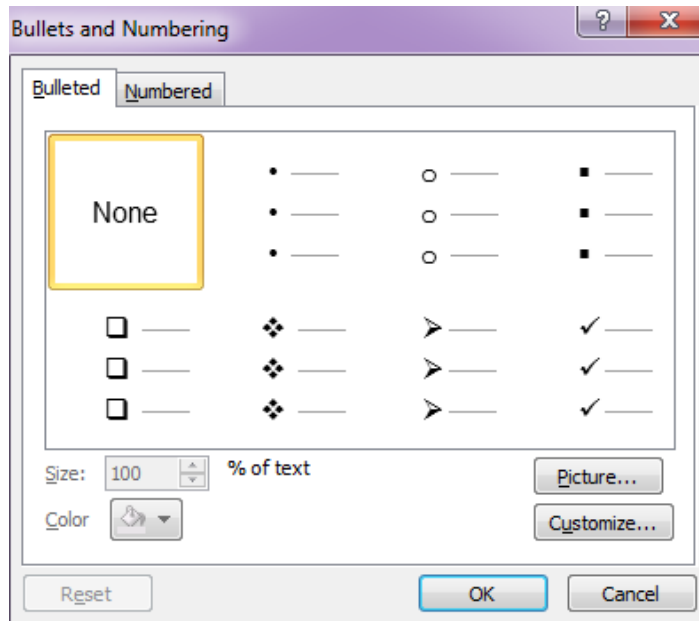 Bullets and Numbering
Bulleted Numbered
None
Size: 100 % of text
Picture...
Color
Customize...
Reset OK Cancel